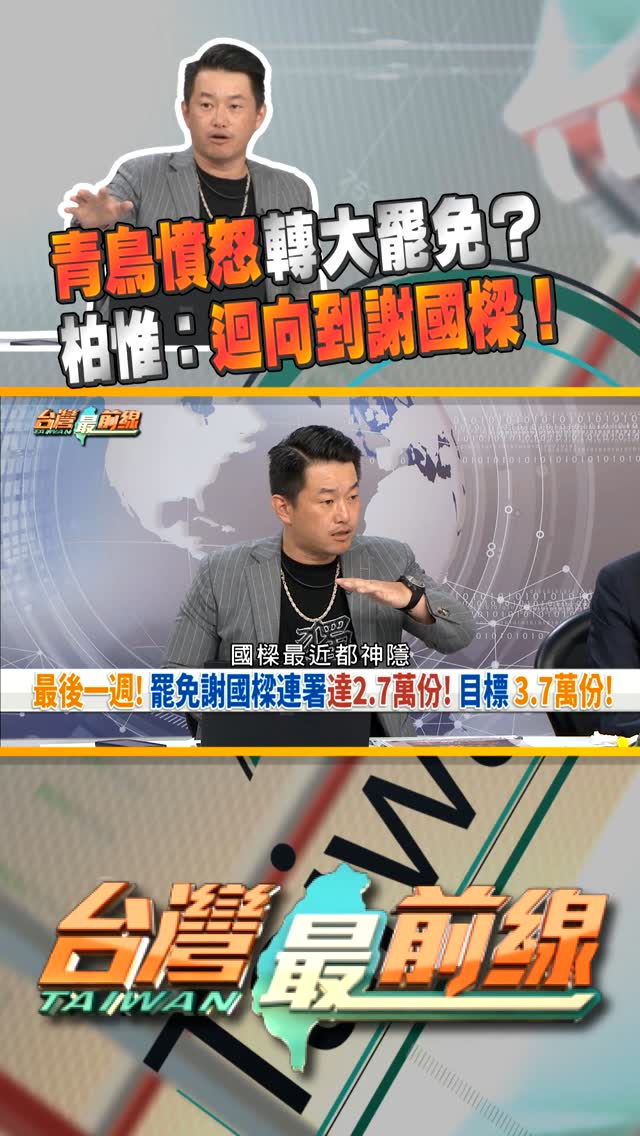 青鳥憤怒轉大罷免？
柏惟：迴向到謝國樑！
台灣最前線
TAIWAN
國樑最近都神隱
最後一週! 罷免謝國樑連署達2.7萬份! 目標 3.7萬份!
台灣最前線
TAIWAN